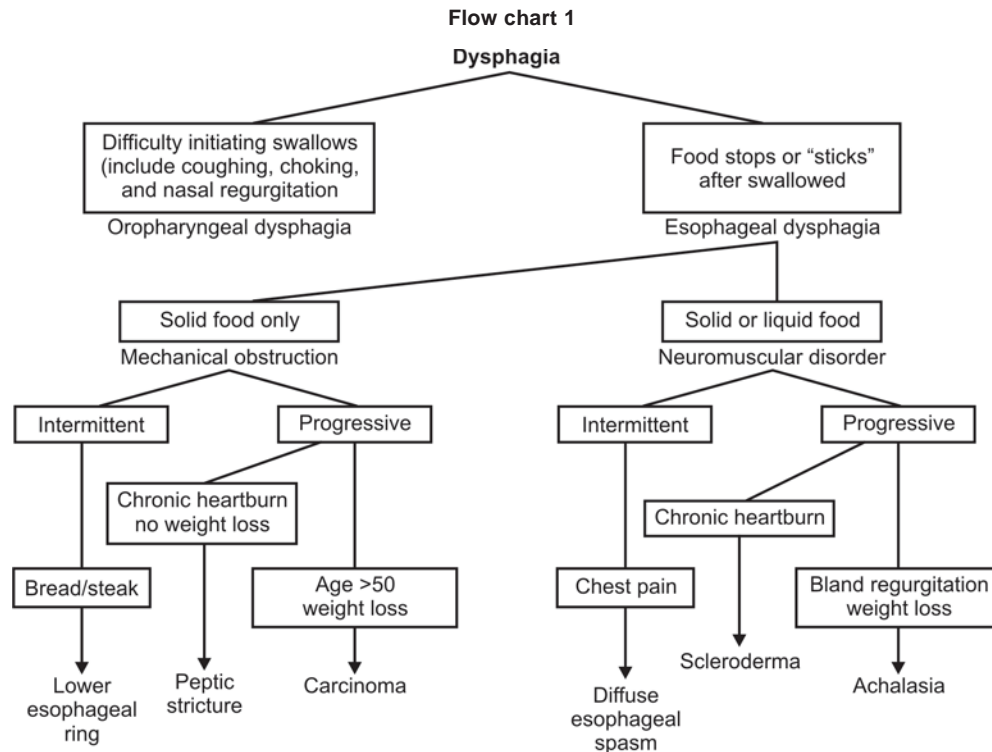 Flow chart 1
Dysphagia
Difficulty initiating swallows
(include coughing, choking,
and nasal regurgitation
Oropharyngeal dysphagia
Food stops or “sticks”
after swallowed
Esophageal dysphagia
Solid food only
Mechanical obstruction
Solid or liquid food
Neuromuscular disorder
Intermittent
Progressive
Intermittent
Progressive
Chronic heartburn
no weight loss
Chronic heartburn
Bread/steak
Age >50
weight loss
Chest pain
Bland regurgitation
weight loss
Lower
esophageal
ring
Peptic
stricture
Carcinoma
Diffuse
esophageal
spasm
Scleroderma
Achalasia